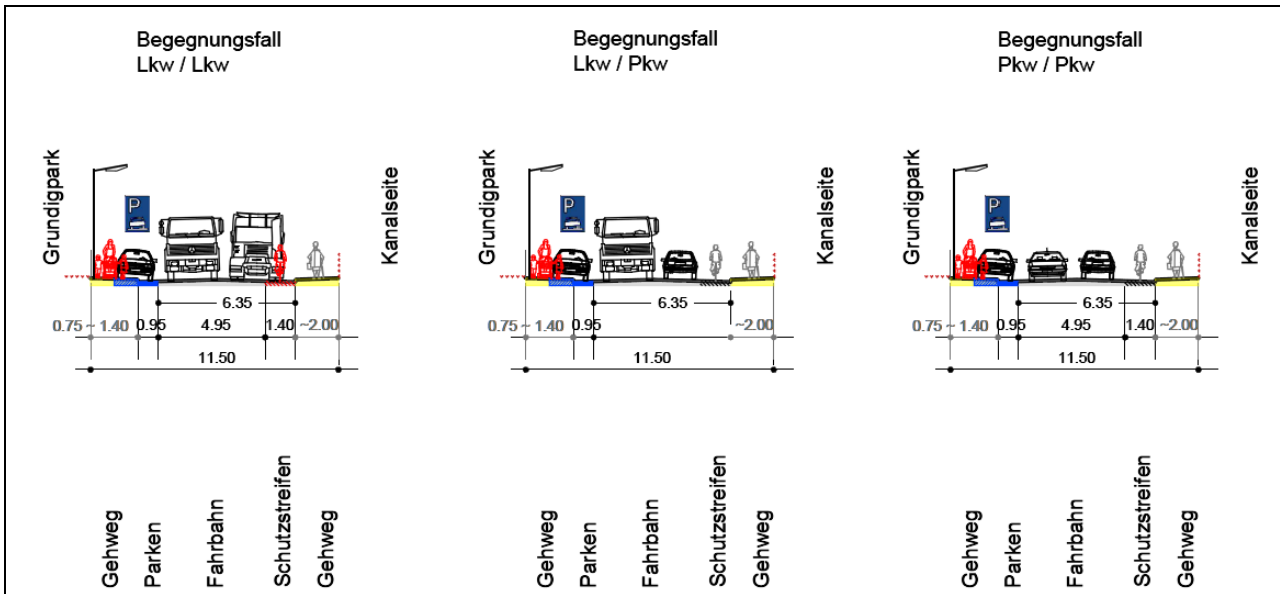 Begegnungsfall
Lkw / Lkw
Grundigpark
P
Kanalseite
6.35
0.75 ~ 1.40 0.95 4.95 1.40 ~2.00
11.50
Gehweg
Parken
Fahrbahn
Schutzstreifen
Gehweg
Begegnungsfall
Lkw / Pkw
Grundigpark
P
Kanalseite
6.35
0.75 ~ 1.40 0.95 ~2.00
11.50
Gehweg
Parken
Fahrbahn
Schutzstreifen
Gehweg
Begegnungsfall
Pkw / Pkw
Grundigpark
P
Kanalseite
6.35
0.75 ~ 1.40 0.95 4.95 1.40 ~2.00
11.50
Gehweg
Parken
Fahrbahn
Schutzstreifen
Gehweg